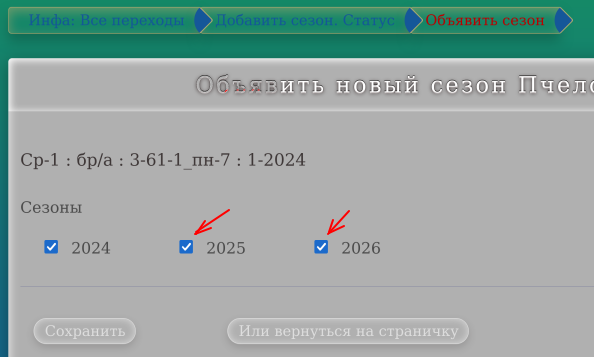 Инфа: Все переходы Добавить сезон. Статус Объявить сезон
Объявить новый сезон
Ср-1 : бр/а : 3-61-1_пн-7 : 1-2024
Сезоны
2024 2025 2026
Сохранить Или вернуться на страничку